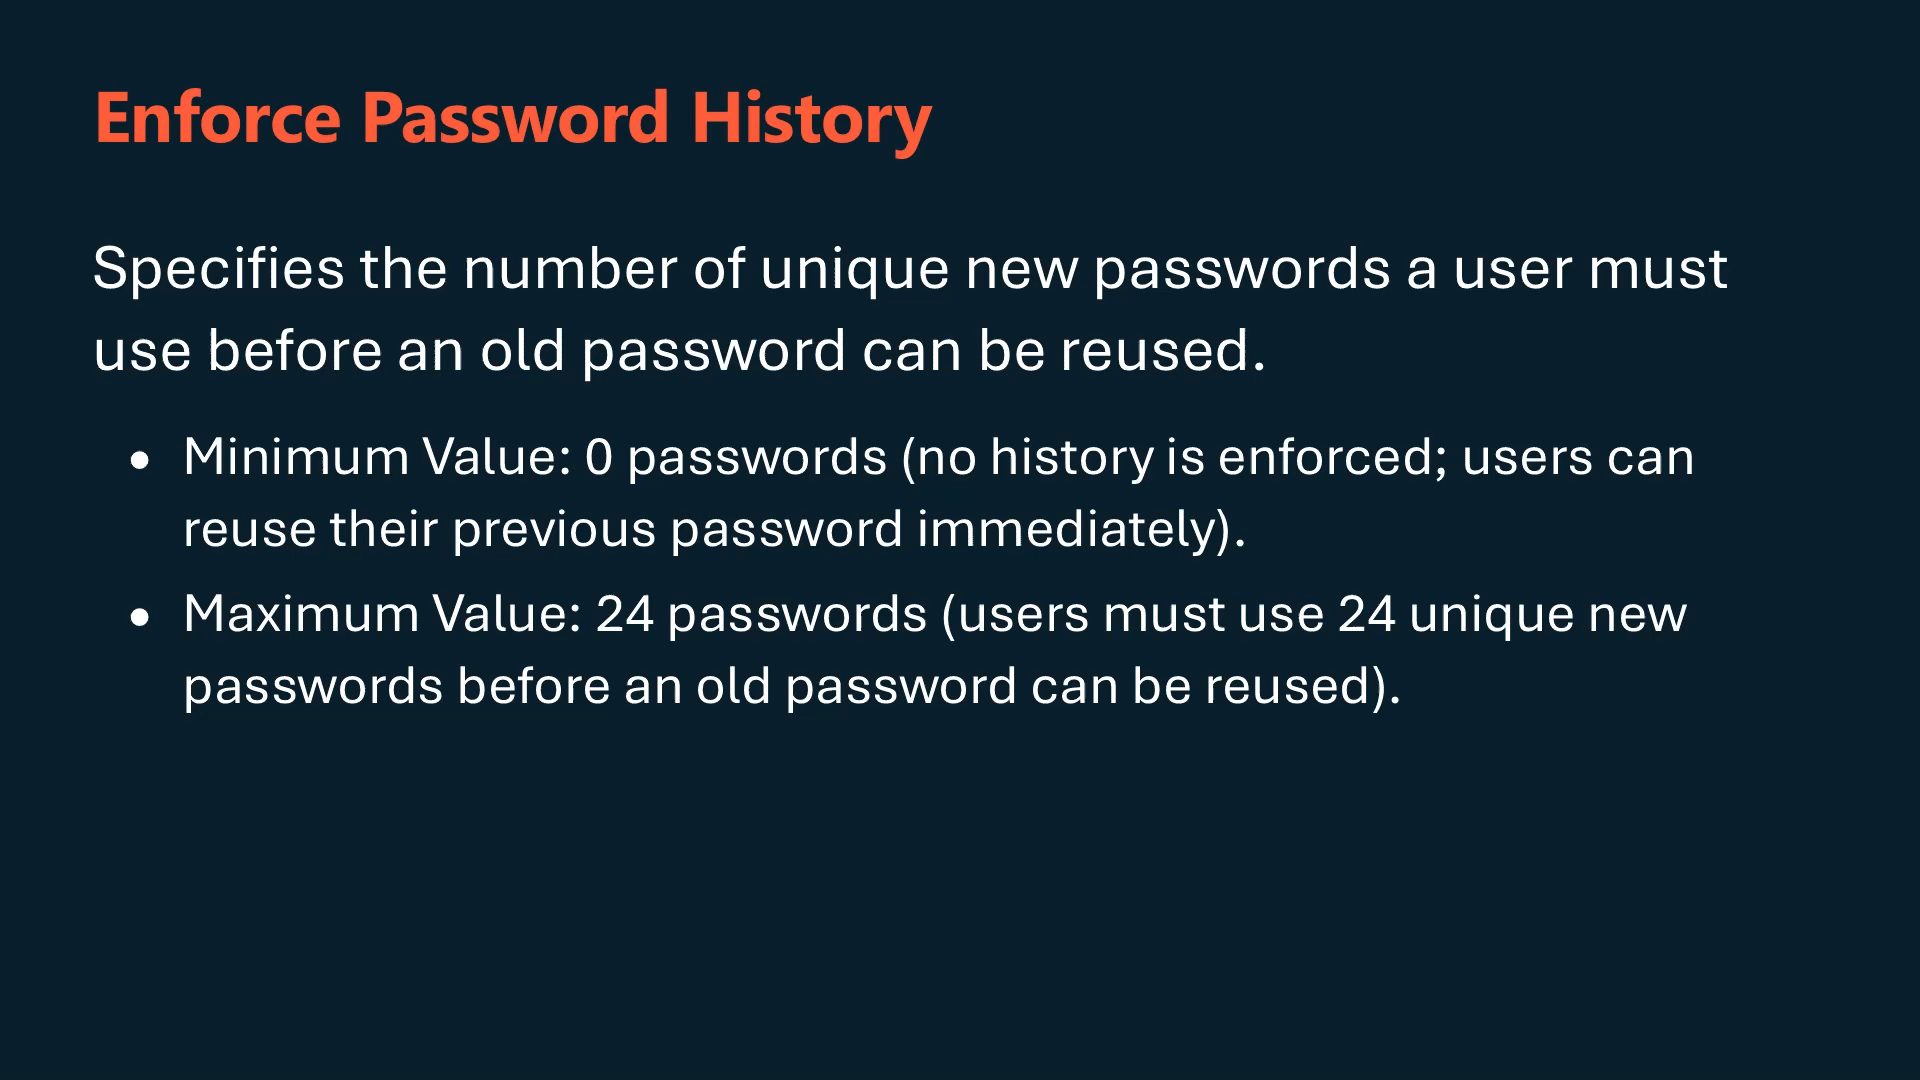 Enforce Password History
Specifies the number of unique new passwords a user must
use before an old password can be reused.
• Minimum Value: 0 passwords (no history is enforced; users can
reuse their previous password immediately).
• Maximum Value: 24 passwords (users must use 24 unique new
passwords before an old password can be reused).